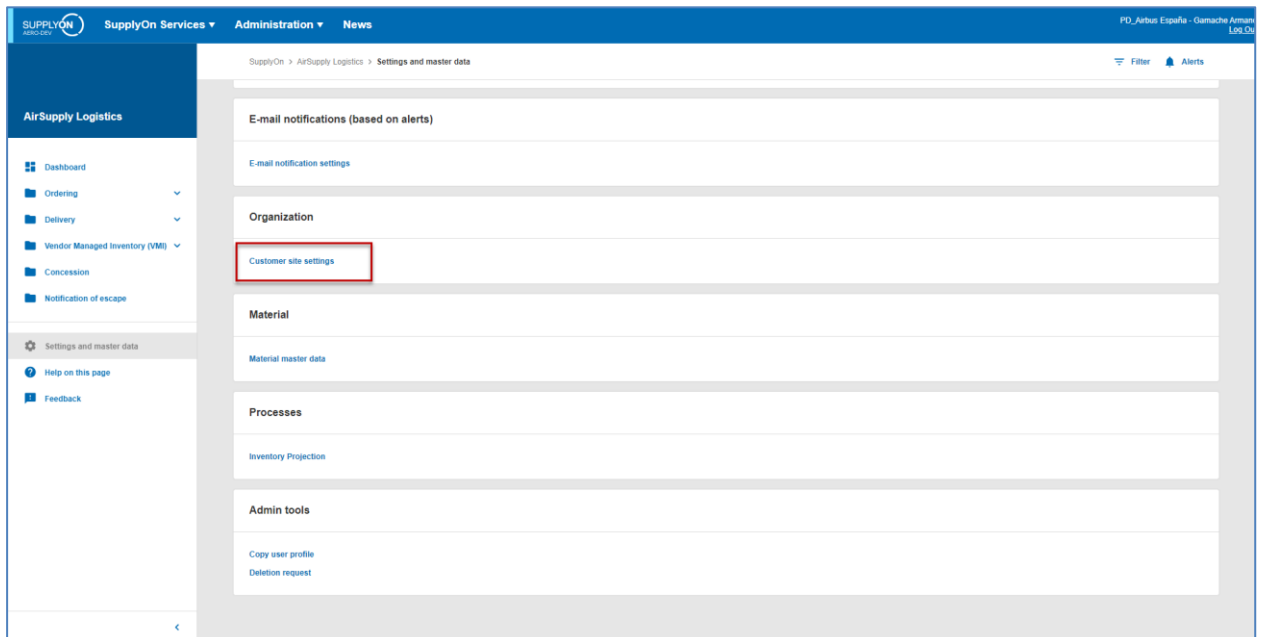 SUPPLYON
AERO-DEV
SupplyOn Services ▾ Administration ▾ News
PD_Airbus España - Gamache Arman
Log Ou
SupplyOn > AirSupply Logistics > Settings and master data
Filter Alerts
AirSupply Logistics
Dashboard
Ordering
Delivery
Vendor Managed Inventory (VMI)
Concession
Notification of escape
Settings and master data
Help on this page
Feedback
E-mail notifications (based on alerts)
E-mail notification settings
Organization
Customer site settings
Material
Material master data
Processes
Inventory Projection
Admin tools
Copy user profile
Deletion request